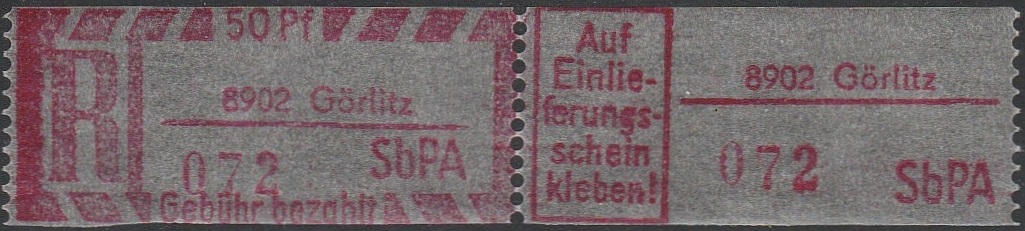 50 Pf
R
8902 Görlitz
072
SbPA
Gebühr bezahlt
Auf
Einlie-
ferungs-
schein
kleben!
8902 Görlitz
072
SbPA